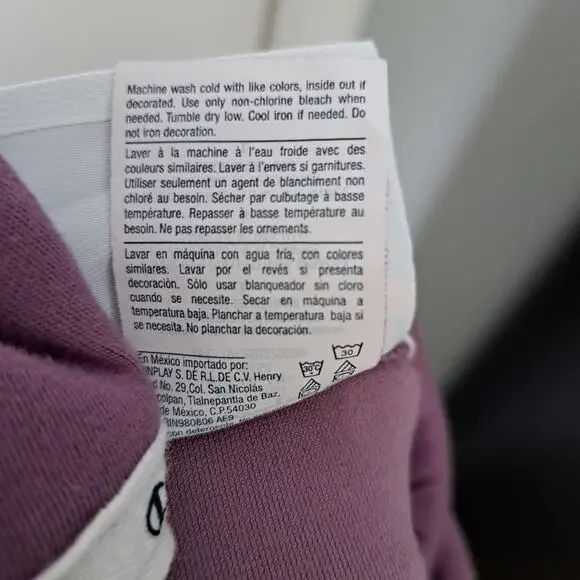 Machine wash cold with like colors, inside out if
decorated. Use only non-chlorine bleach when
needed. Tumble dry low. Cool iron if needed. Do
not iron decoration.
Laver à la machine à l'eau froide avec des
couleurs similaires. Laver à l'envers si garnitures.
Utiliser seulement un agent de blanchiment non
chloré au besoin. Sécher par culbutage à basse
température. Repasser à basse température au
besoin. Ne pas repasser les ornements.
Lavar en máquina con agua fría, con colores
similares. Lavar por el revés si presenta
decoración. Sólo usar blanqueador sin cloro
cuando se necesite. Secar en máquina a
temperatura baja. Planchar a temperatura baja si
se necesita. No planchar la decoración.
En México importado por:
NPLAY S. DE R.L.DE C.V. Henry
No. 29,Col. San Nicolás
colpan, Tlalnepantla de Baz.
de México, C.P.54030
IN980806 AE9
30°C
30